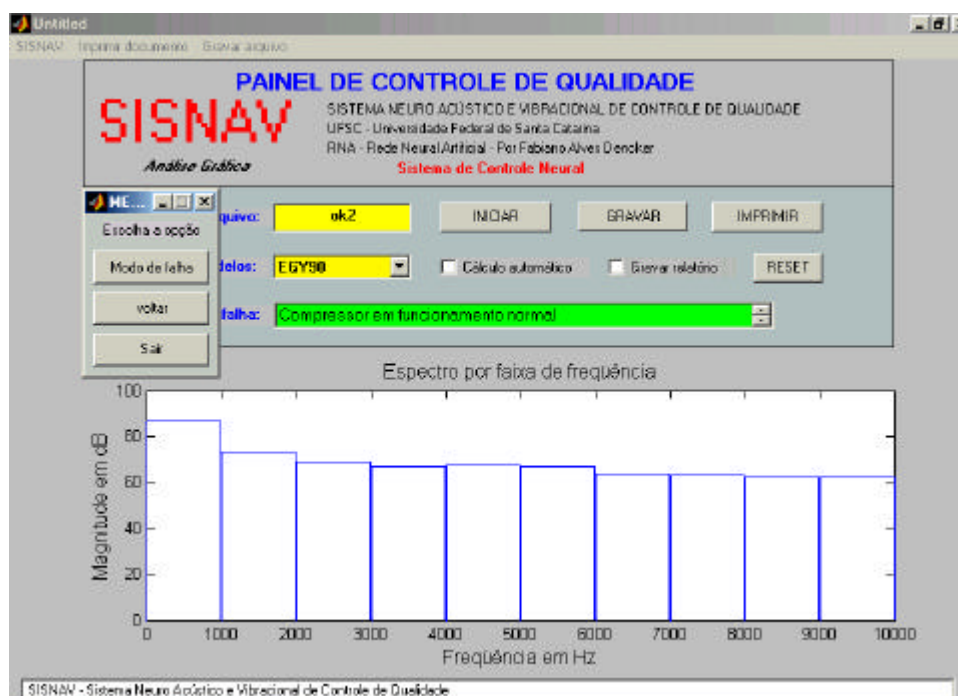 Untitled
SISNAV Imprimir documento Gravar arquivo
PAINEL DE CONTROLE DE QUALIDADE
SISNAV
SISTEMA NEURO ACÚSTICO E VIBRACIONAL DE CONTROLE DE QUALIDADE
UFSC - Universidade Federal de Santa Catarina
RNA - Rede Neural Artificial - Por Fabiano Alves
Análise Gráfica
Sistema de Controle Neural
ME...
Escolha a opção
Modo de falha
voltar
Sair
quivo:
ok2
INICIAR
GRAVAR
IMPRIMIR
delos:
EGY90
Cálculo automático
Gravar relatório
RESET
falha:
Compressor em funcionamento normal
Espectro por faixa de freqüência
Magnitude em dB
100
80
60
40
20
0
0 1000 2000 3000 4000 5000 6000 7000 8000 9000 10000
Freqüência em Hz
SISNAV - Sistema Neuro Acústico e Vibracional de Controle de Qualidade